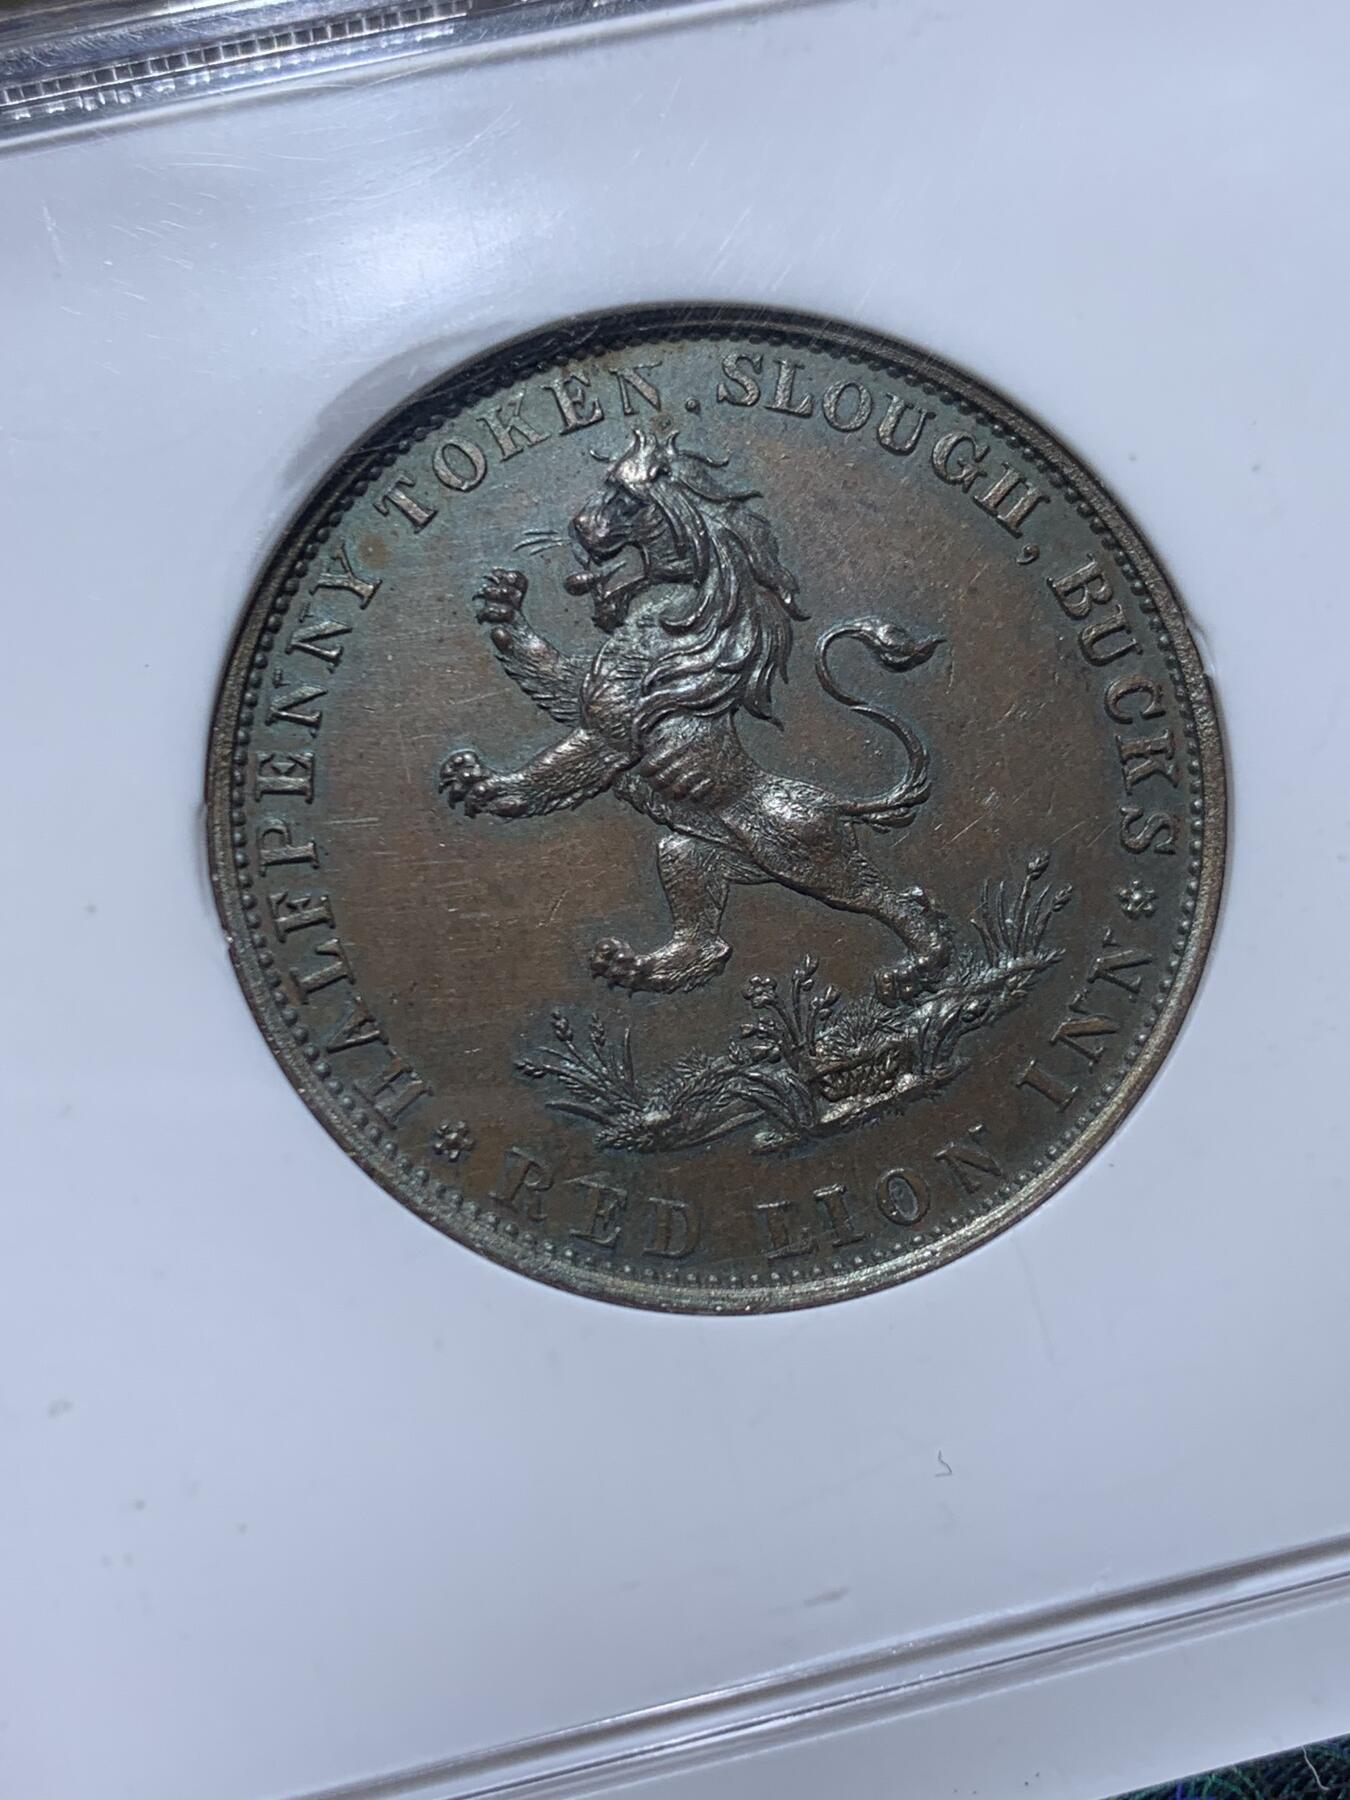 HALFPENNY TOKEN. SLOUGH, BUCKS
RED LION INN